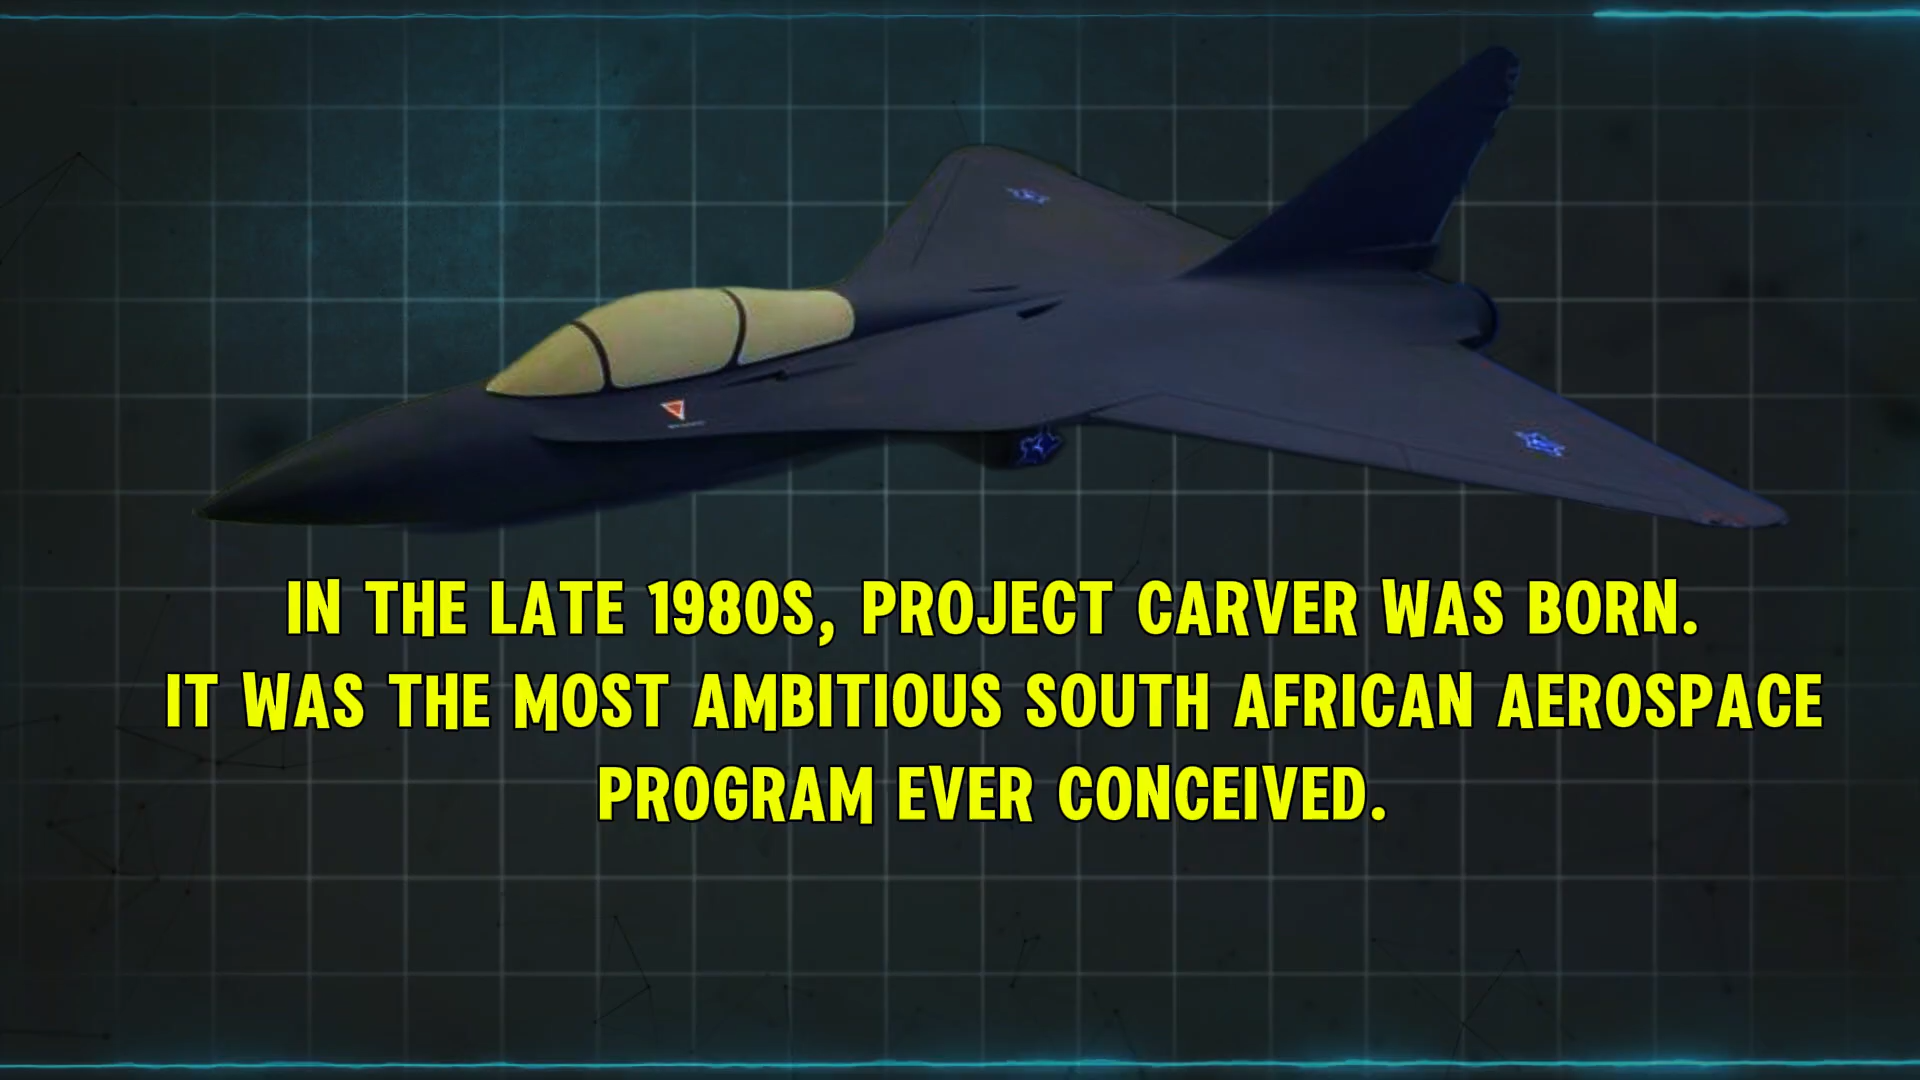 IN THE LATE 1980S, PROJECT CARVER WAS BORN.
IT WAS THE MOST AMBITIOUS SOUTH AFRICAN AEROSPACE
PROGRAM EVER CONCEIVED.